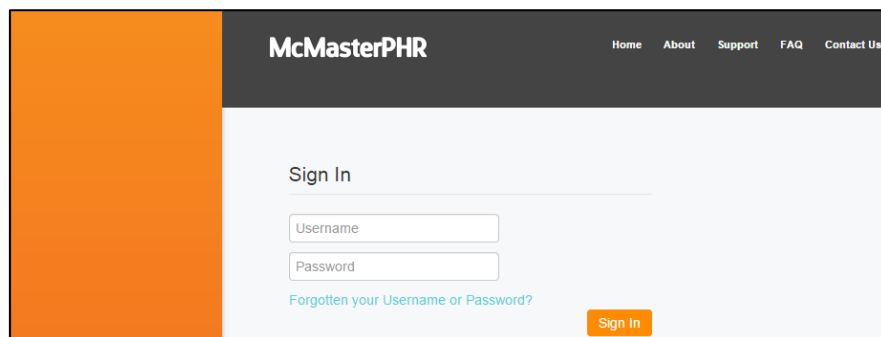 McMasterPHR
Home About Support FAQ Contact Us
Sign In
Username
Password
Forgotten your Username or Password?
Sign In